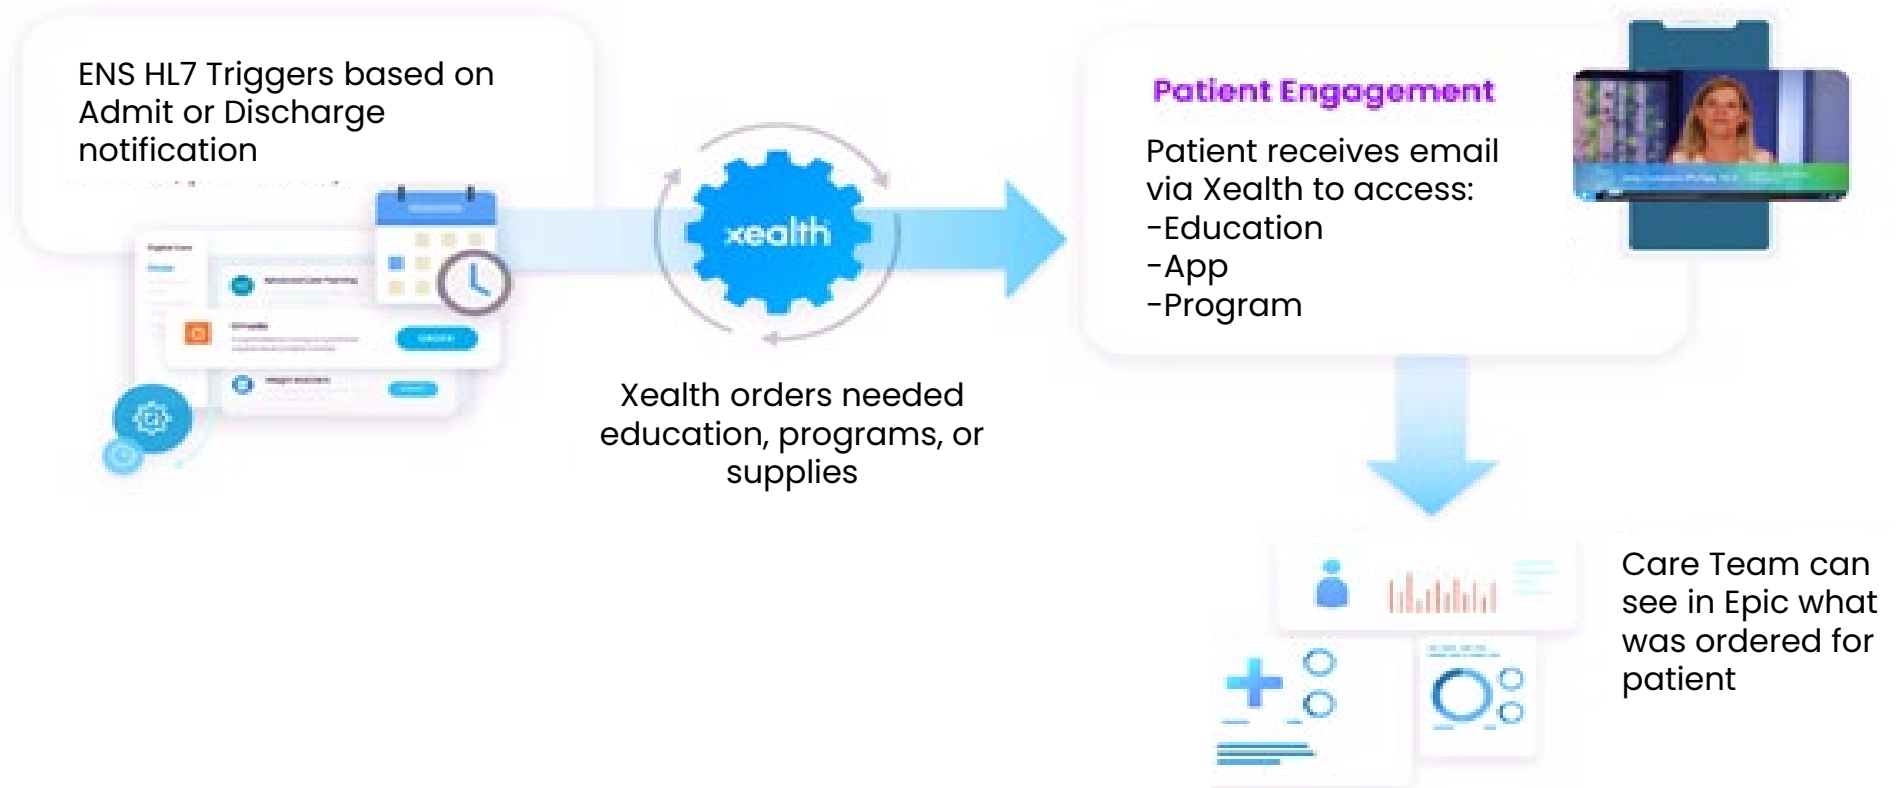 ENS HL7 Triggers based on
Admit or Discharge
notification
xealth
Xealth orders needed
education, programs, or
supplies
Patient Engagement
Patient receives email
via Xealth to access:
-Education
-App
-Program
Care Team can
see in Epic what
was ordered for
patient